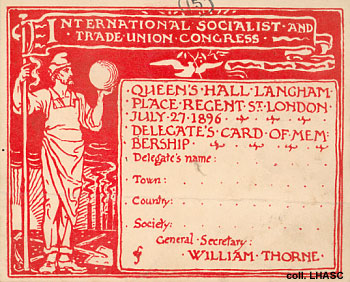 (15)
INTERNATIONAL SOCIALIST AND
TRADE UNION CONGRESS
QUEEN'S HALL LANGHAM
PLACE REGENT ST. LONDON
JULY · 27 · 1896
DELEGATE'S CARD OF MEM
BERSHIP
Delegate's name:
Town:
Country:
Society:
General Secretary:
WILLIAM THORNE
coll. LHASC